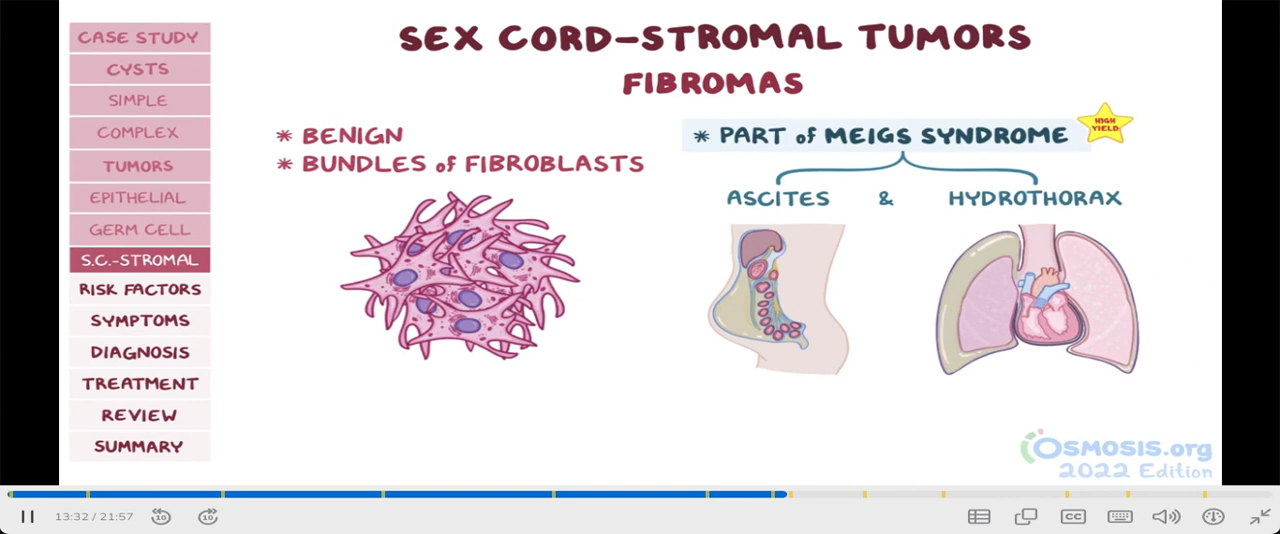 CASE STUDY
CYSTS
SIMPLE
COMPLEX
TUMORS
EPITHELIAL
GERM CELL
S.C.-STROMAL
RISK FACTORS
SYMPTOMS
DIAGNOSIS
TREATMENT
REVIEW
SUMMARY
SEX CORD-STROMAL TUMORS
FIBROMAS
* BENIGN
* BUNDLES of FIBROBLASTS
* PART of MEIGS SYNDROME
HIGH
YIELD
ASCITES & HYDROTHORAX
OSMOSIS.org
2022 Edition
13:32 / 21:57
10
10
CC